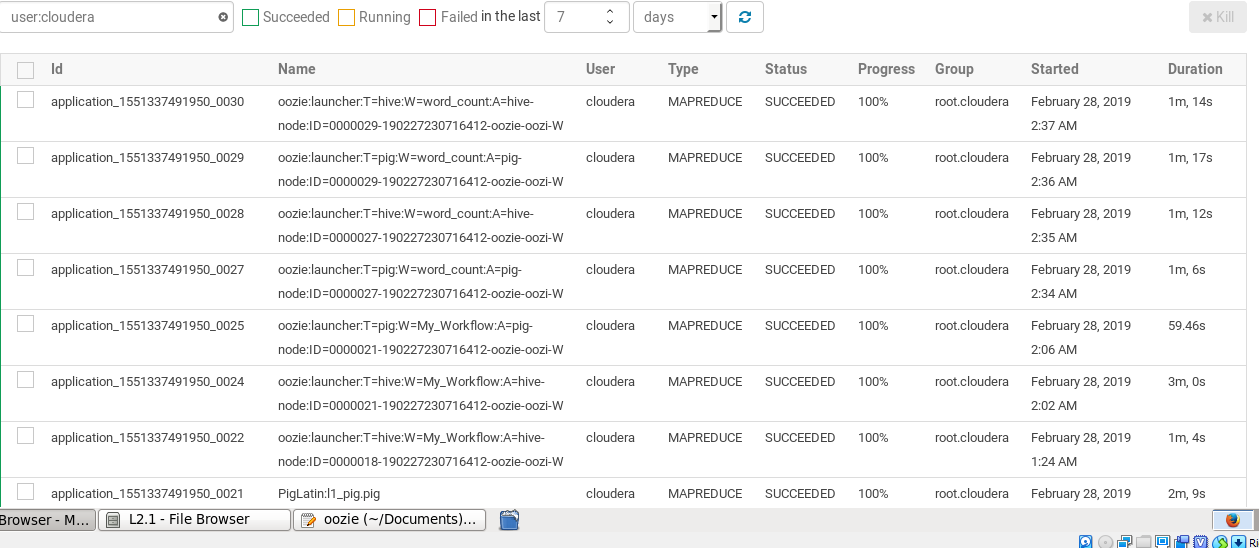 user:cloudera Succeeded Running Failed in the last 7 days Kill
Id Name User Type Status Progress Group Started Duration
application_1551337491950_0030 oozie:launcher:T=hive:W=word_count:A=hive- cloudera MAPREDUCE SUCCEEDED 100% root.cloudera February 28, 2019 1m, 14s
node:ID=0000029-190227230716412-oozie-oozi-W 2:37 AM
application_1551337491950_0029 oozie:launcher:T=pig:W=word_count:A=pig- cloudera MAPREDUCE SUCCEEDED 100% root.cloudera February 28, 2019 1m, 17s
node:ID=0000029-190227230716412-oozie-oozi-W 2:36 AM
application_1551337491950_0028 oozie:launcher:T=hive:W=word_count:A=hive- cloudera MAPREDUCE SUCCEEDED 100% root.cloudera February 28, 2019 1m, 12s
node:ID=0000027-190227230716412-oozie-oozi-W 2:35 AM
application_1551337491950_0027 oozie:launcher:T=pig:W=word_count:A=pig- cloudera MAPREDUCE SUCCEEDED 100% root.cloudera February 28, 2019 1m, 6s
node:ID=0000027-190227230716412-oozie-oozi-W 2:34 AM
application_1551337491950_0025 oozie:launcher:T=pig:W=My_Workflow:A=pig- cloudera MAPREDUCE SUCCEEDED 100% root.cloudera February 28, 2019 59.46s
node:ID=0000021-190227230716412-oozie-oozi-W 2:06 AM
application_1551337491950_0024 oozie:launcher:T=hive:W=My_Workflow:A=hive- cloudera MAPREDUCE SUCCEEDED 100% root.cloudera February 28, 2019 3m, 0s
node:ID=0000021-190227230716412-oozie-oozi-W 2:02 AM
application_1551337491950_0022 oozie:launcher:T=hive:W=My_Workflow:A=hive- cloudera MAPREDUCE SUCCEEDED 100% root.cloudera February 28, 2019 1m, 4s
node:ID=0000018-190227230716412-oozie-oozi-W 1:24 AM
application_1551337491950_0021 PigLatin:l1_pig.pig cloudera MAPREDUCE SUCCEEDED 100% root.cloudera February 28, 2019 2m, 9s
Browser - M... L2.1 - File Browser oozie (~/Documents)...
Ri